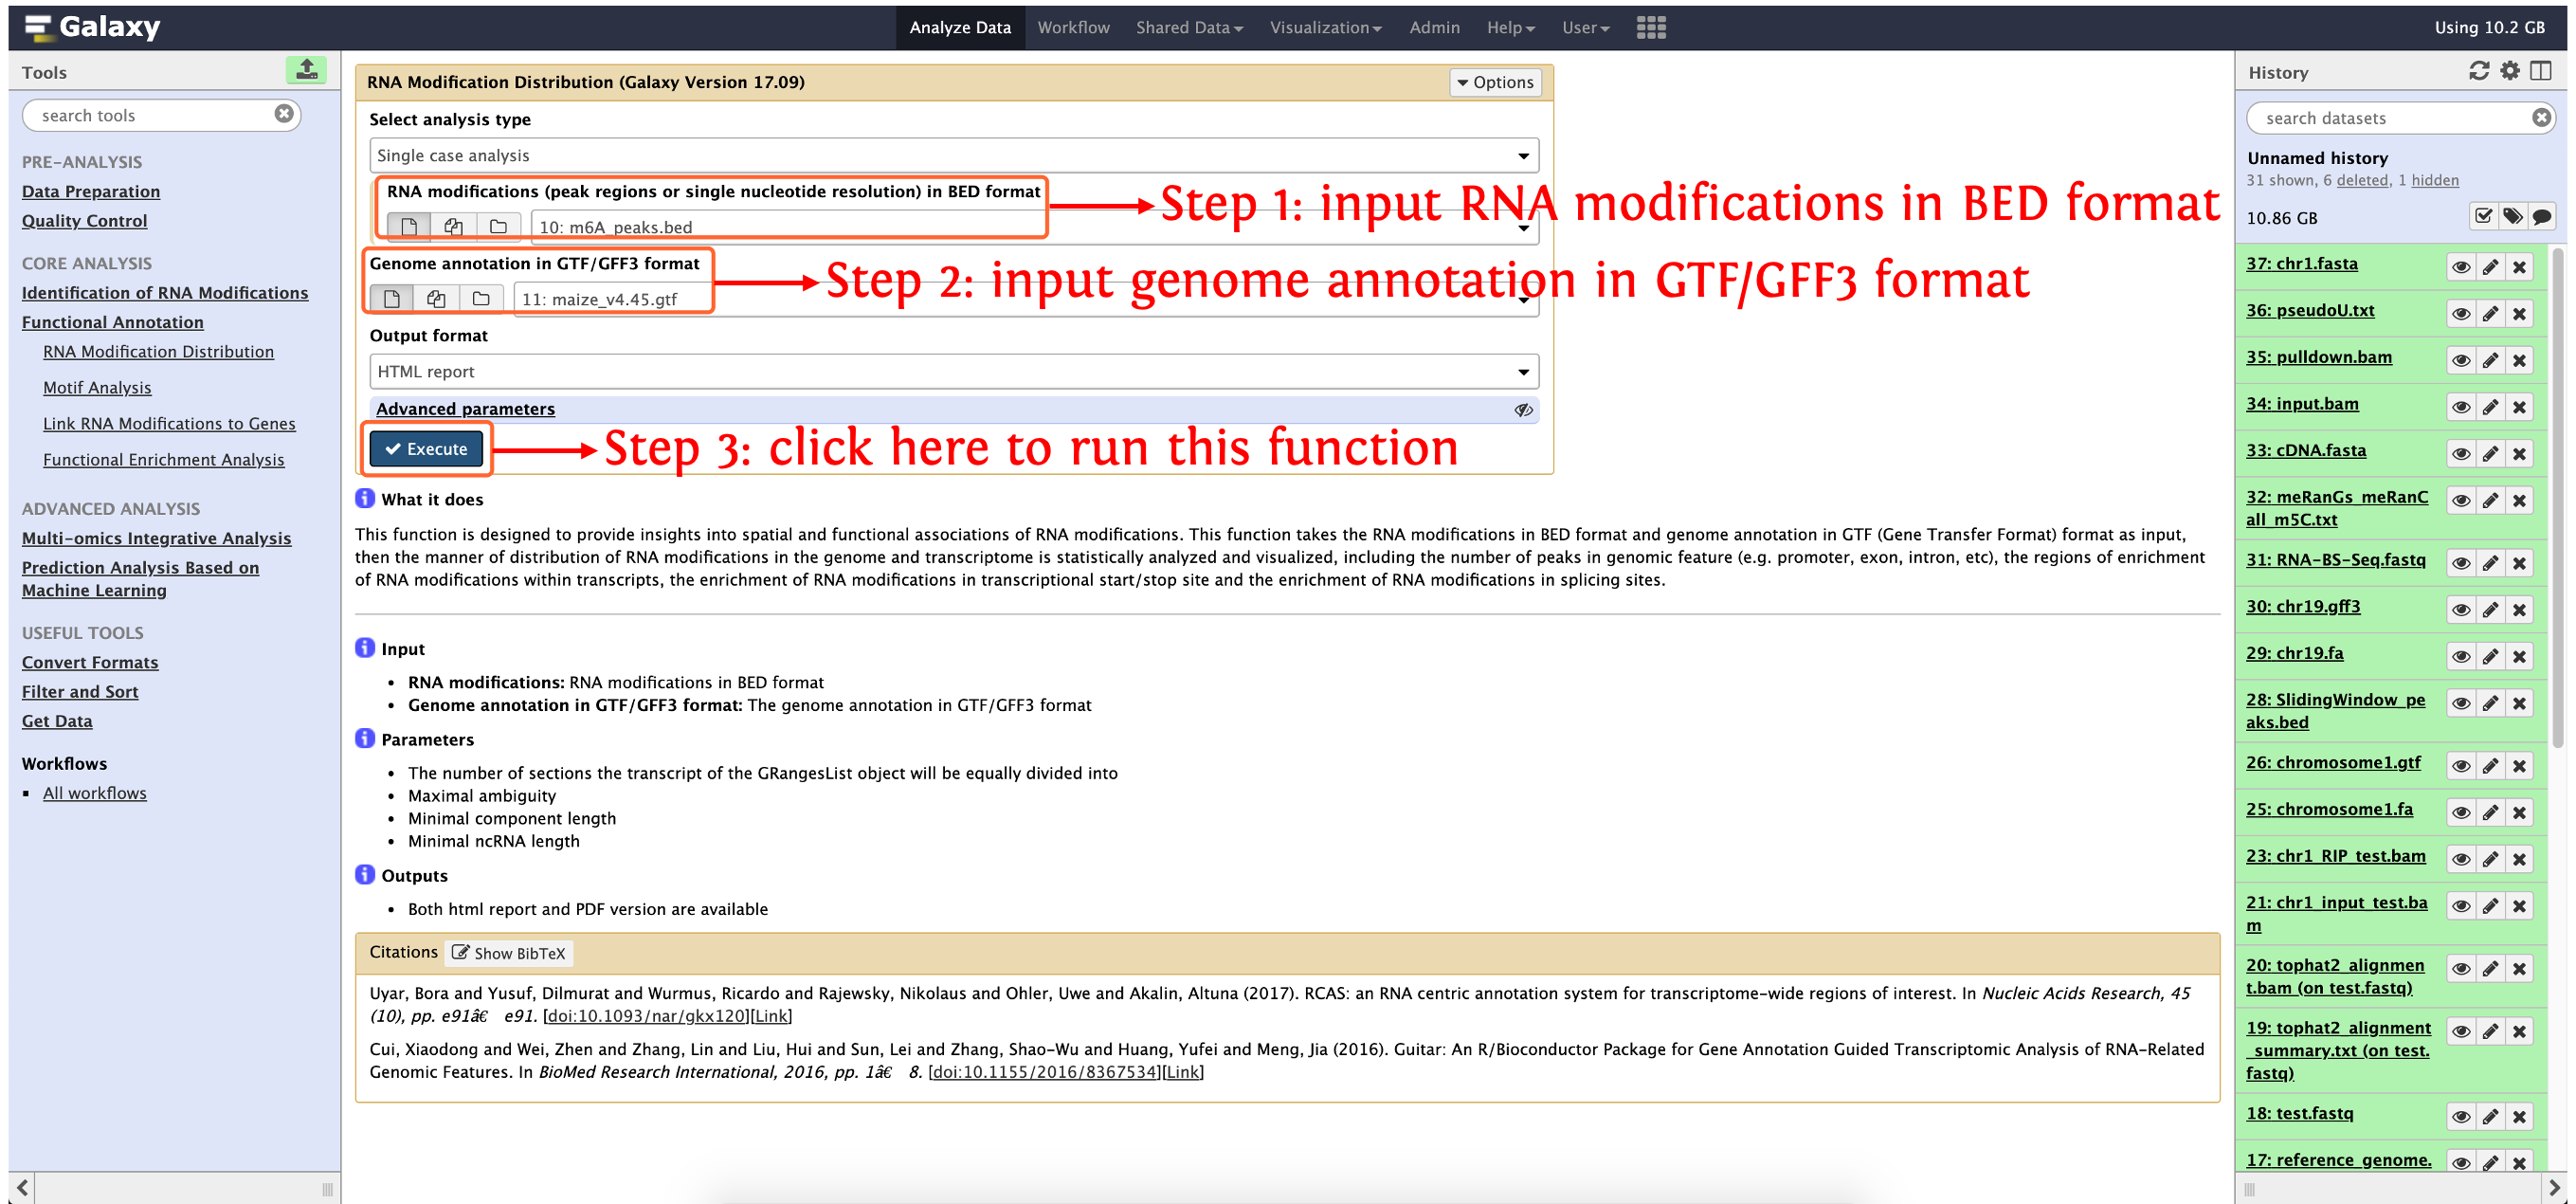 Galaxy
Analyze Data
Workflow
Shared Data
Visualization
Admin
Help
User
Using 10.2 GB
Tools
search tools
PRE-ANALYSIS
Data Preparation
Quality Control
CORE ANALYSIS
Identification of RNA Modifications
Functional Annotation
RNA Modification Distribution
Motif Analysis
Link RNA Modifications to Genes
Functional Enrichment Analysis
ADVANCED ANALYSIS
Multi-omics Integrative Analysis
Prediction Analysis Based on
Machine Learning
USEFUL TOOLS
Convert Formats
Filter and Sort
Get Data
Workflows
All workflows
RNA Modification Distribution (Galaxy Version 17.09)
Options
Select analysis type
Single case analysis
RNA modifications (peak regions or single nucleotide resolution) in BED format
10: m6A_peaks.bed
Step 1: input RNA modifications in BED format
Genome annotation in GTF/GFF3 format
11: maize_v4.45.gtf
Step 2: input genome annotation in GTF/GFF3 format
Output format
HTML report
Advanced parameters
Execute
Step 3: click here to run this function
What it does
This function is designed to provide insights into spatial and functional associations of RNA modifications. This function takes the RNA modifications in BED format and genome annotation in GTF (Gene Transfer Format) format as input,
then the manner of distribution of RNA modifications in the genome and transcriptome is statistically analyzed and visualized, including the number of peaks in genomic feature (e.g. promoter, exon, intron, etc), the regions of enrichment
of RNA modifications within transcripts, the enrichment of RNA modifications in transcriptional start/stop site and the enrichment of RNA modifications in splicing sites.
Input
• RNA modifications: RNA modifications in BED format
• Genome annotation in GTF/GFF3 format: The genome annotation in GTF/GFF3 format
Parameters
• The number of sections the transcript of the GRangesList object will be equally divided into
• Maximal ambiguity
• Minimal component length
• Minimal ncRNA length
Outputs
• Both html report and PDF version are available
Citations
Show BibTeX
Uyar, Bora and Yusuf, Dilmurat and Wurmus, Ricardo and Rajewsky, Nikolaus and Ohler, Uwe and Akalin, Altuna (2017). RCAS: an RNA centric annotation system for transcriptome-wide regions of interest. In Nucleic Acids Research, 45
(10), pp. e91â€ e91. [doi:10.1093/nar/gkx120][Link]
Cui, Xiaodong and Wei, Zhen and Zhang, Lin and Liu, Hui and Sun, Lei and Zhang, Shao-Wu and Huang, Yufei and Meng, Jia (2016). Guitar: An R/Bioconductor Package for Gene Annotation Guided Transcriptomic Analysis of RNA-Related
Genomic Features. In BioMed Research International, 2016, pp. 1â€ 8. [doi:10.1155/2016/8367534][Link]
History
search datasets
Unnamed history
31 shown, 6 deleted, 1 hidden
10.86 GB
37: chr1.fasta
36: pseudoU.txt
35: pulldown.bam
34: input.bam
33: cDNA.fasta
32: meRanGs_meRanC
all_m5C.txt
31: RNA-BS-Seq.fastq
30: chr19.gff3
29: chr19.fa
28: SlidingWindow_pe
aks.bed
26: chromosome1.gtf
25: chromosome1.fa
23: chr1_RIP_test.bam
21: chr1_input_test.ba
m
20: tophat2_alignmen
t.bam (on test.fastq)
19: tophat2_alignment
_summary.txt (on test.
fastq)
18: test.fastq
17: reference_genome.